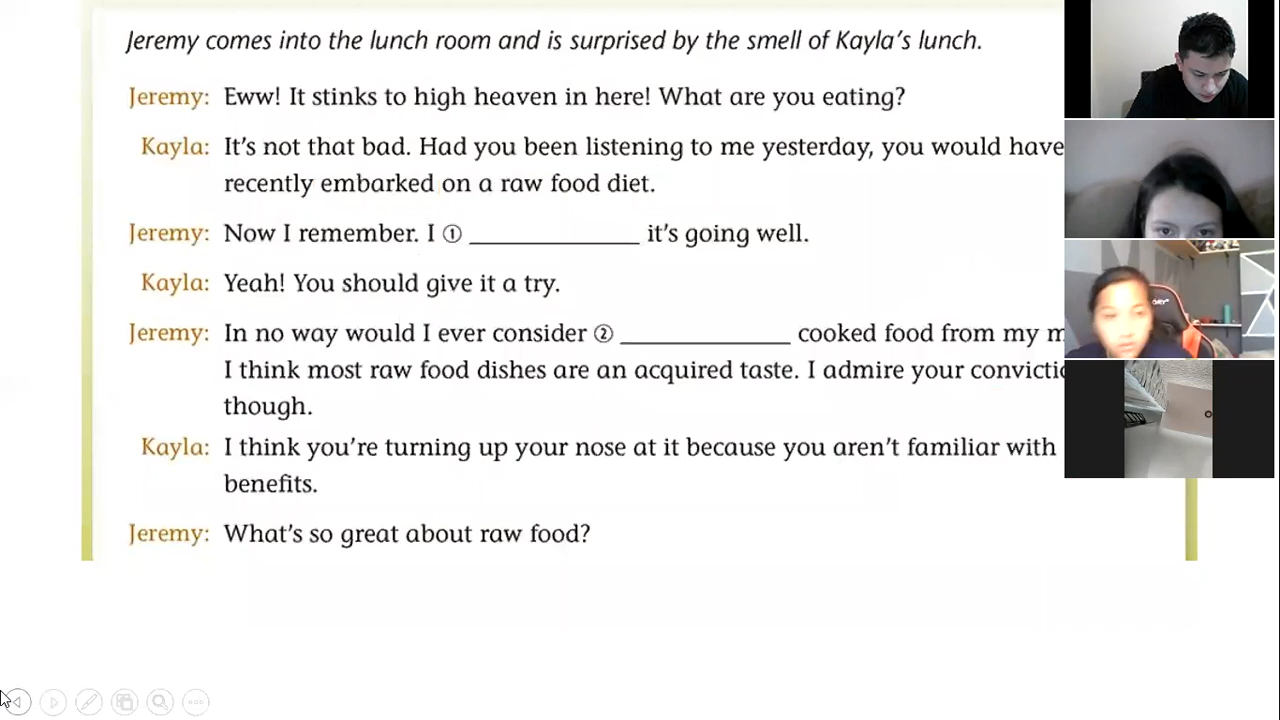 Jeremy comes into the lunch room and is surprised by the smell of Kayla's lunch.
Jeremy: Eww! It stinks to high heaven in here! What are you eating?
Kayla: It's not that bad. Had you been listening to me yesterday, you would have
recently embarked on a raw food diet.
Jeremy: Now I remember. I ① _____________ it's going well.
Kayla: Yeah! You should give it a try.
Jeremy: In no way would I ever consider ② _____________ cooked food from my
I think most raw food dishes are an acquired taste. I admire your
though.
Kayla: I think you're turning up your nose at it because you aren't familiar with
benefits.
Jeremy: What's so great about raw food?